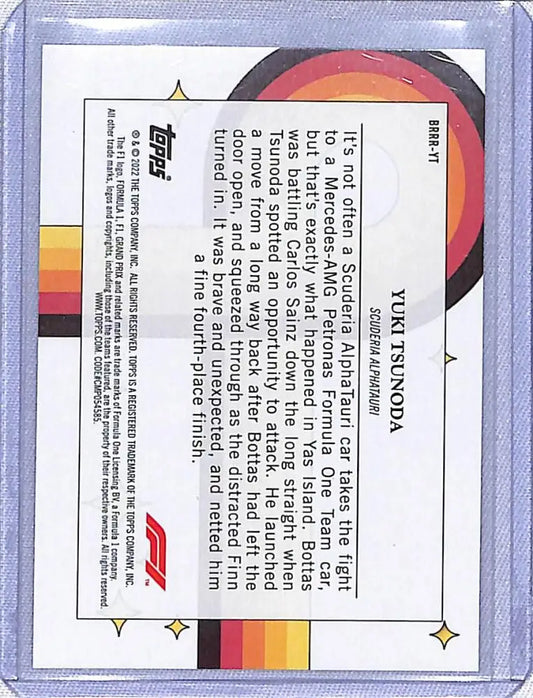 BRRR-YT
YUKI TSUNODA
SCUDERIA ALPHATAURI
It's not often a Scuderia AlphaTauri car takes the fight
to a Mercedes-AMG Petronas Formula One Team car,
but that's exactly what happened in Yas Island. Bottas
was battling Carlos Sainz down the long straight when
Tsunoda spotted an opportunity to attack. He launched
a move from a long way back after Bottas had left the
door open, and squeezed through as the distracted Finn
turned in. It was brave and unexpected, and netted him
a fine fourth-place finish.
topps
F1™
® & © 2022 THE TOPPS COMPANY, INC. ALL RIGHTS RESERVED. TOPPS IS A REGISTERED TRADEMARK OF THE TOPPS COMPANY, INC.
The F1 logo, FORMULA 1, F1, GRAND PRIX and related marks are trade marks of Formula One Licensing BV, a Formula 1 company.
All other trade marks, logos and copyrights, including those of the teams featured, are the property of their respective owners. All rights reserved.
WWW.TOPPS.COM. CODE#CMP054585.